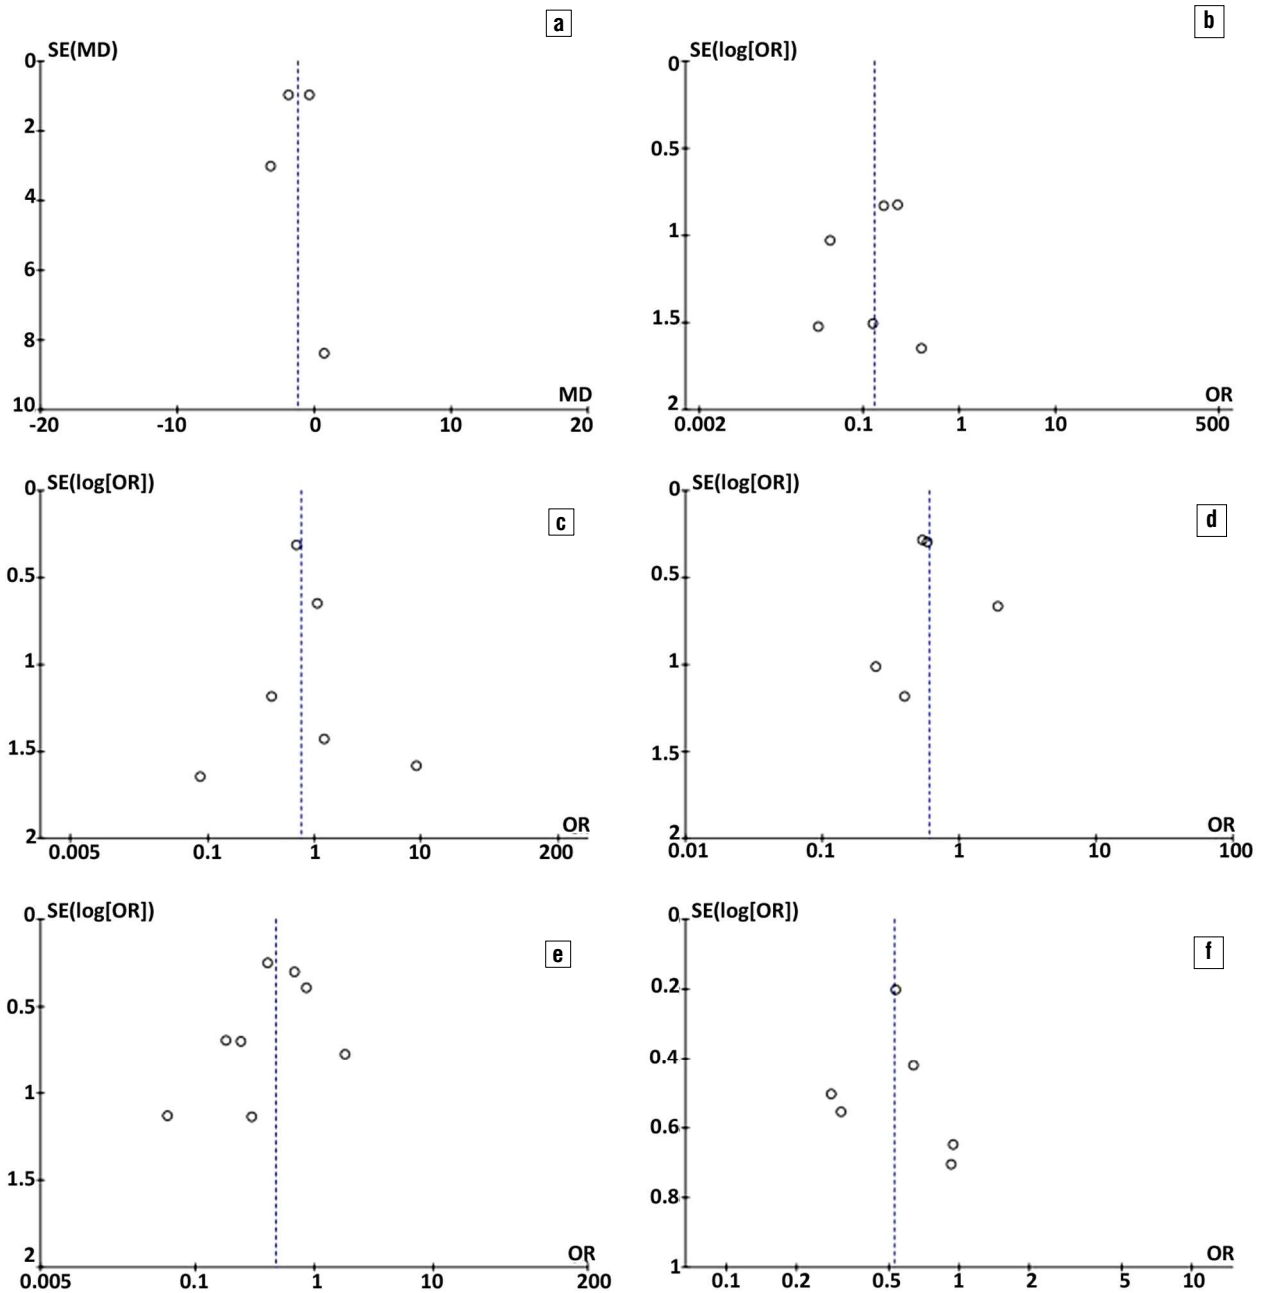 a
SE(MD)
0
2
4
6
8
10
-20 -10 0 10 20
MD
b
SE(log[OR])
0
0.5
1
1.5
2
0.002 0.1 1 10 500
OR
c
SE(log[OR])
0
0.5
1
1.5
2
0.005 0.1 1 10 200
OR
d
SE(log[OR])
0
0.5
1
1.5
2
0.01 0.1 1 10 100
OR
e
SE(log[OR])
0
0.5
1
1.5
2
0.005 0.1 1 10 200
OR
f
SE(log[OR])
0
0.2
0.4
0.6
0.8
1
0.1 0.2 0.5 1 2 5 10
OR